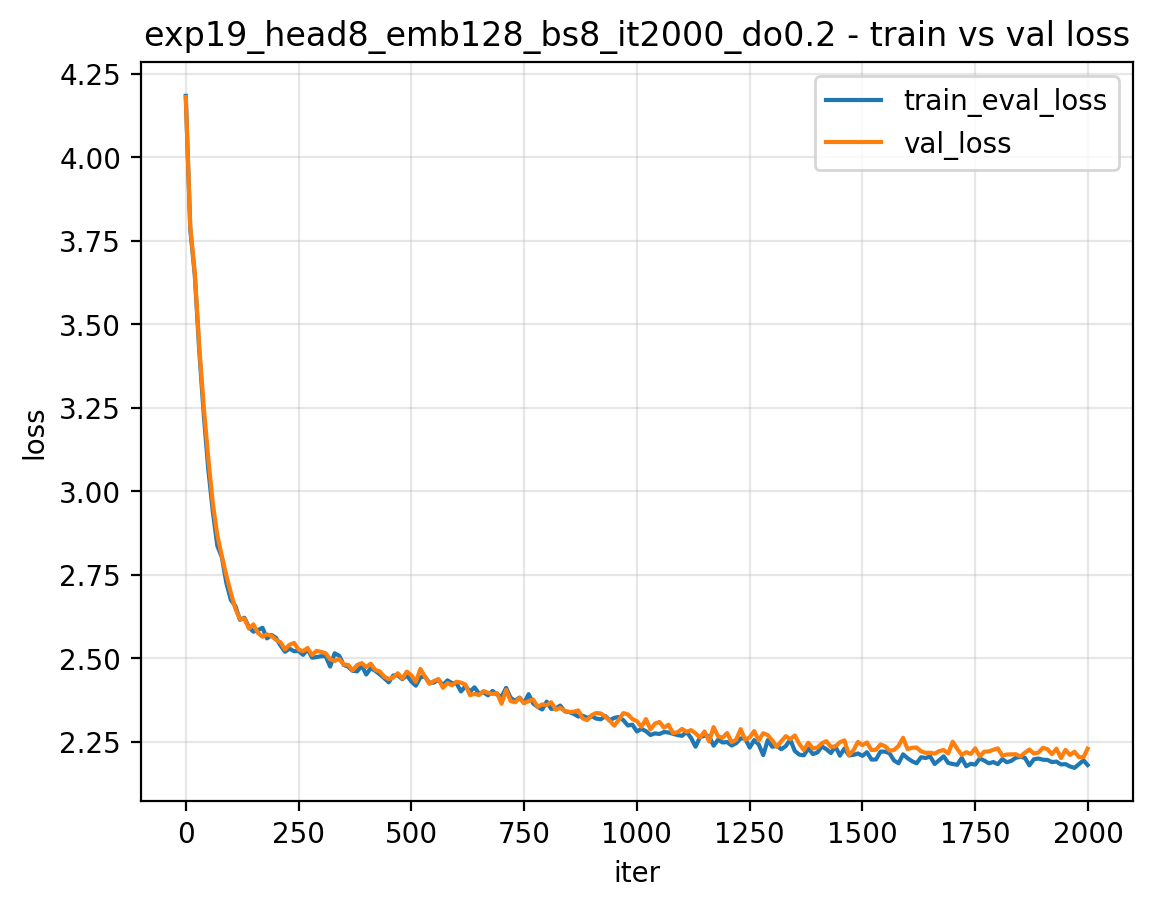 exp19_head8_emb128_bs8_it2000_do0.2 - train vs val loss
train_eval_loss
val_loss
4.25
4.00
3.75
3.50
3.25
3.00
2.75
2.50
2.25
loss
0 250 500 750 1000 1250 1500 1750 2000
iter